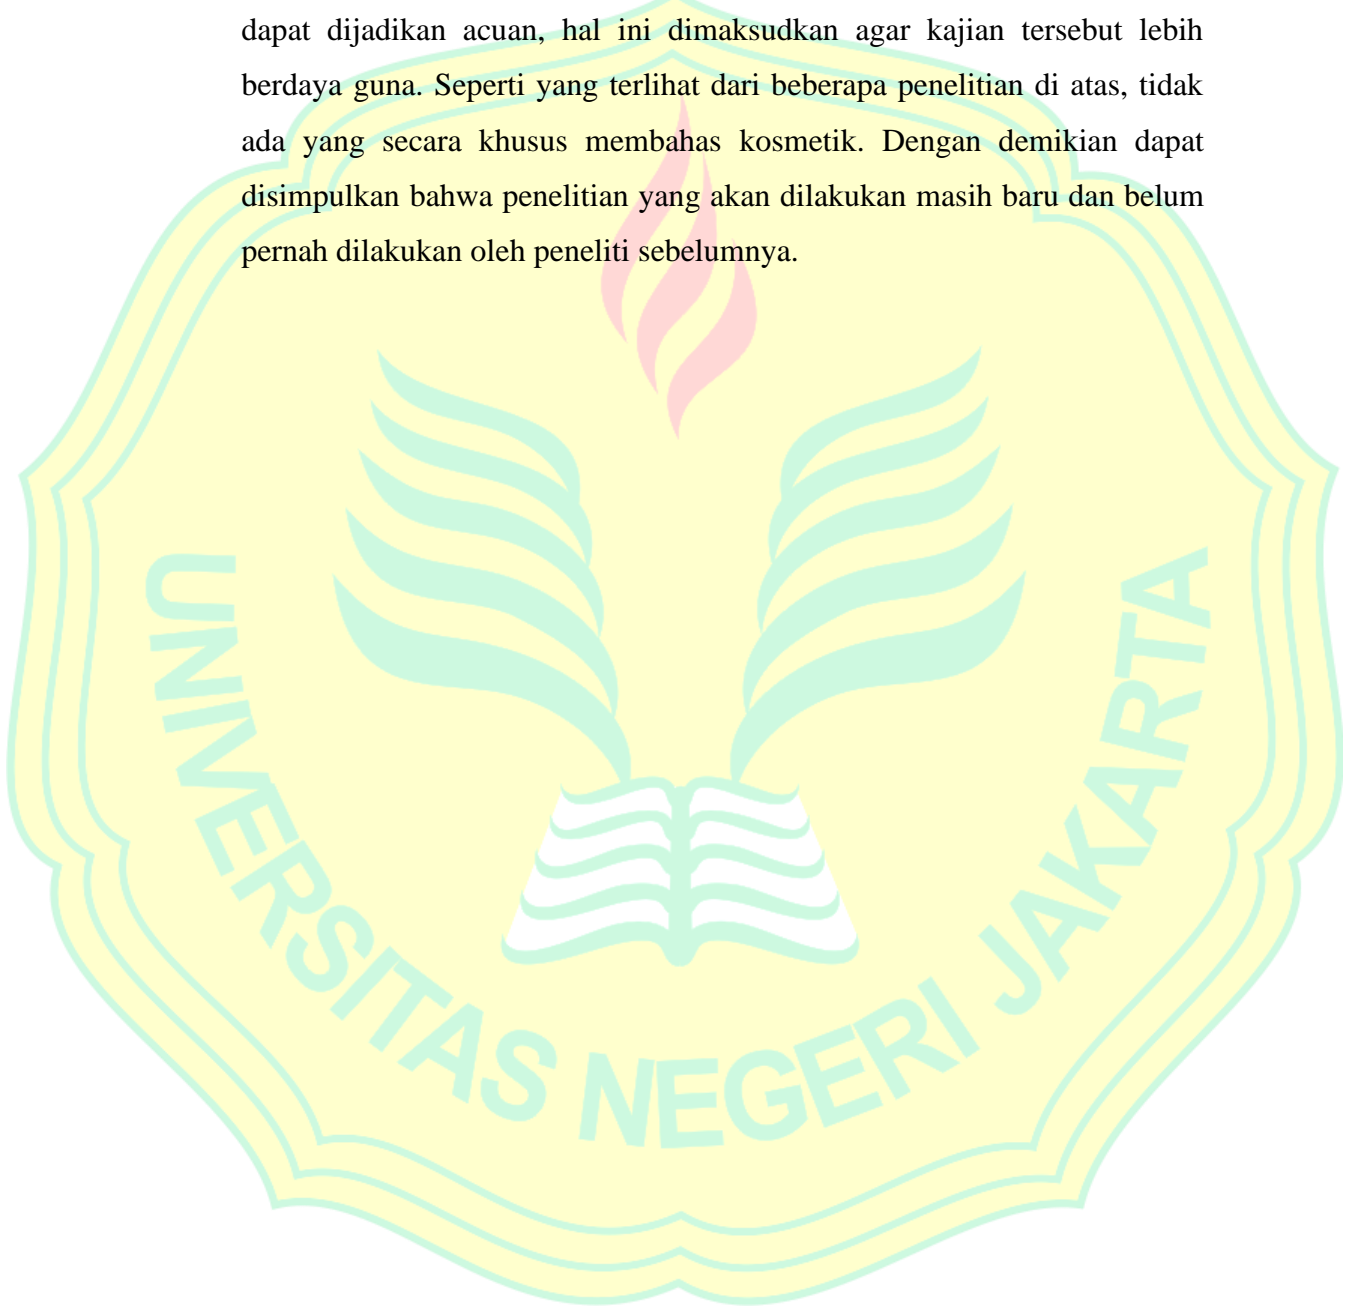 dapat dijadikan acuan, hal ini dimaksudkan agar kajian tersebut lebih
berdaya guna. Seperti yang terlihat dari beberapa penelitian di atas, tidak
ada yang secara khusus membahas kosmetik. Dengan demikian dapat
disimpulkan bahwa penelitian yang akan dilakukan masih baru dan belum
pernah dilakukan oleh peneliti sebelumnya.
UNIVERSITAS NEGERI JAKARTA